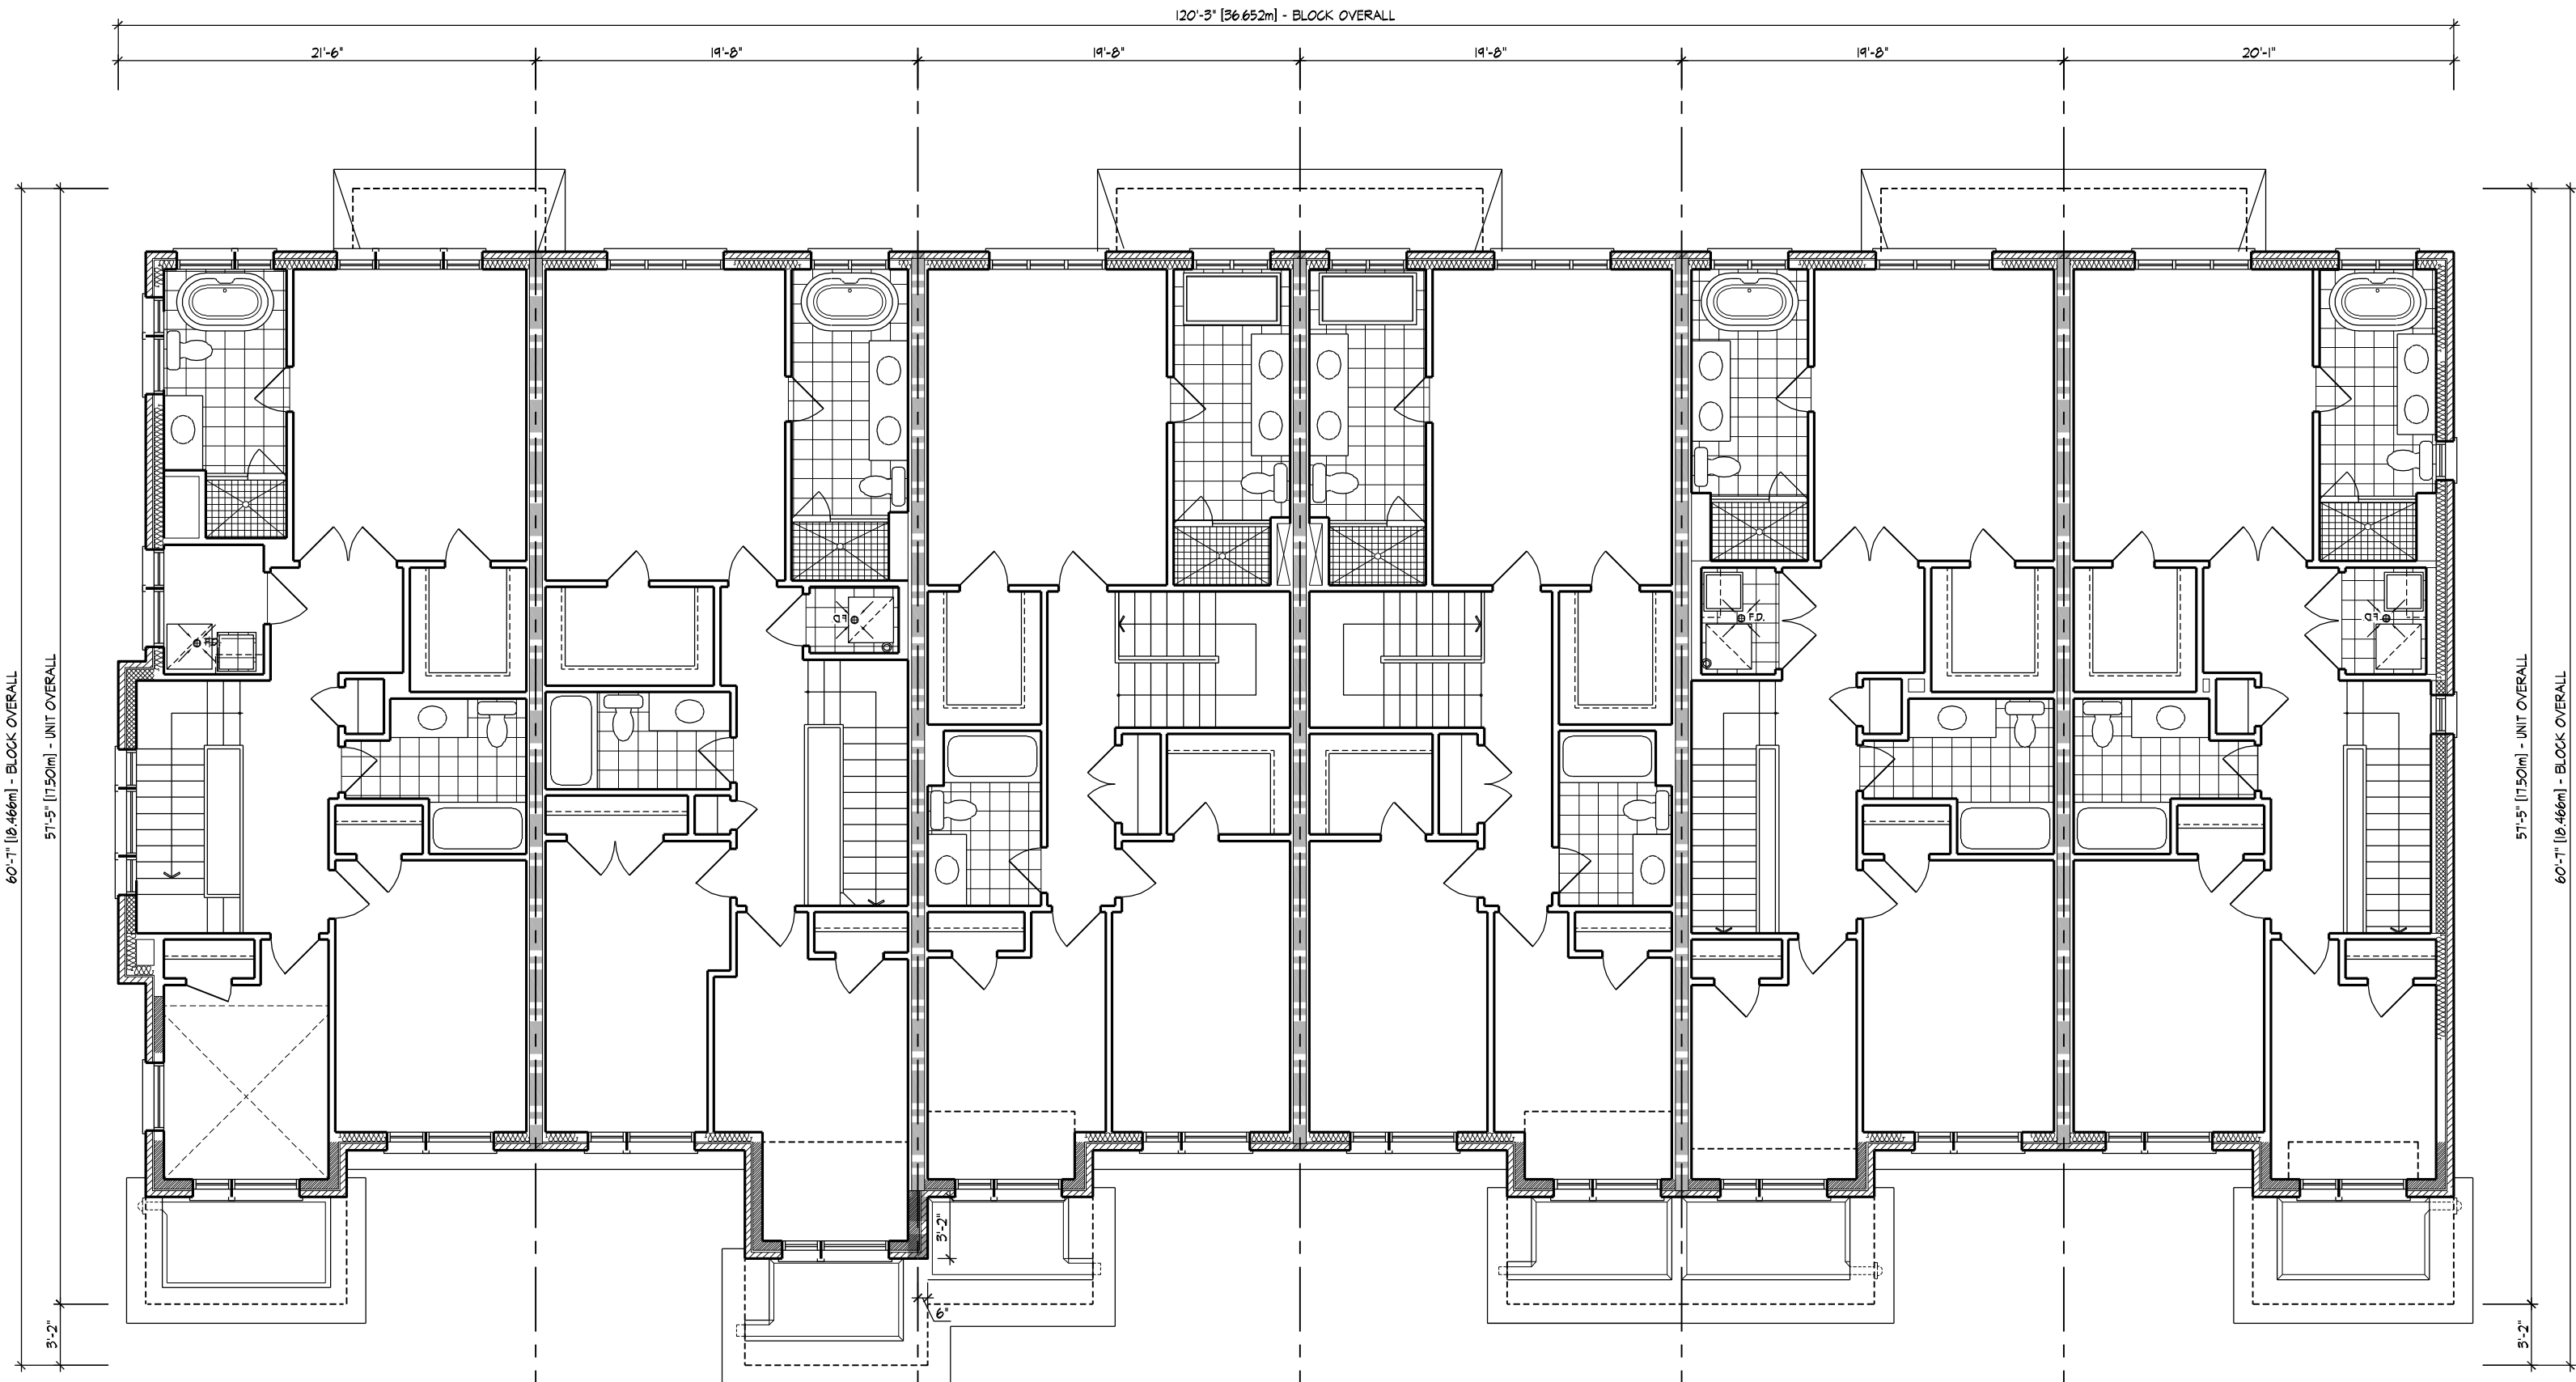 120'-3" [36.652m] - BLOCK OVERALL
21'-6"
19'-8"
19'-8"
19'-8"
19'-8"
20'-1"
60'-7" [18.466m] - BLOCK OVERALL
57'-5" [17.501m] - UNIT OVERALL
3'-2"
F.D.
F.D.
F.D.
F.D.
3'-2"
6"
57'-5" [17.501m] - UNIT OVERALL
60'-7" [18.466m] - BLOCK OVERALL
3'-2"